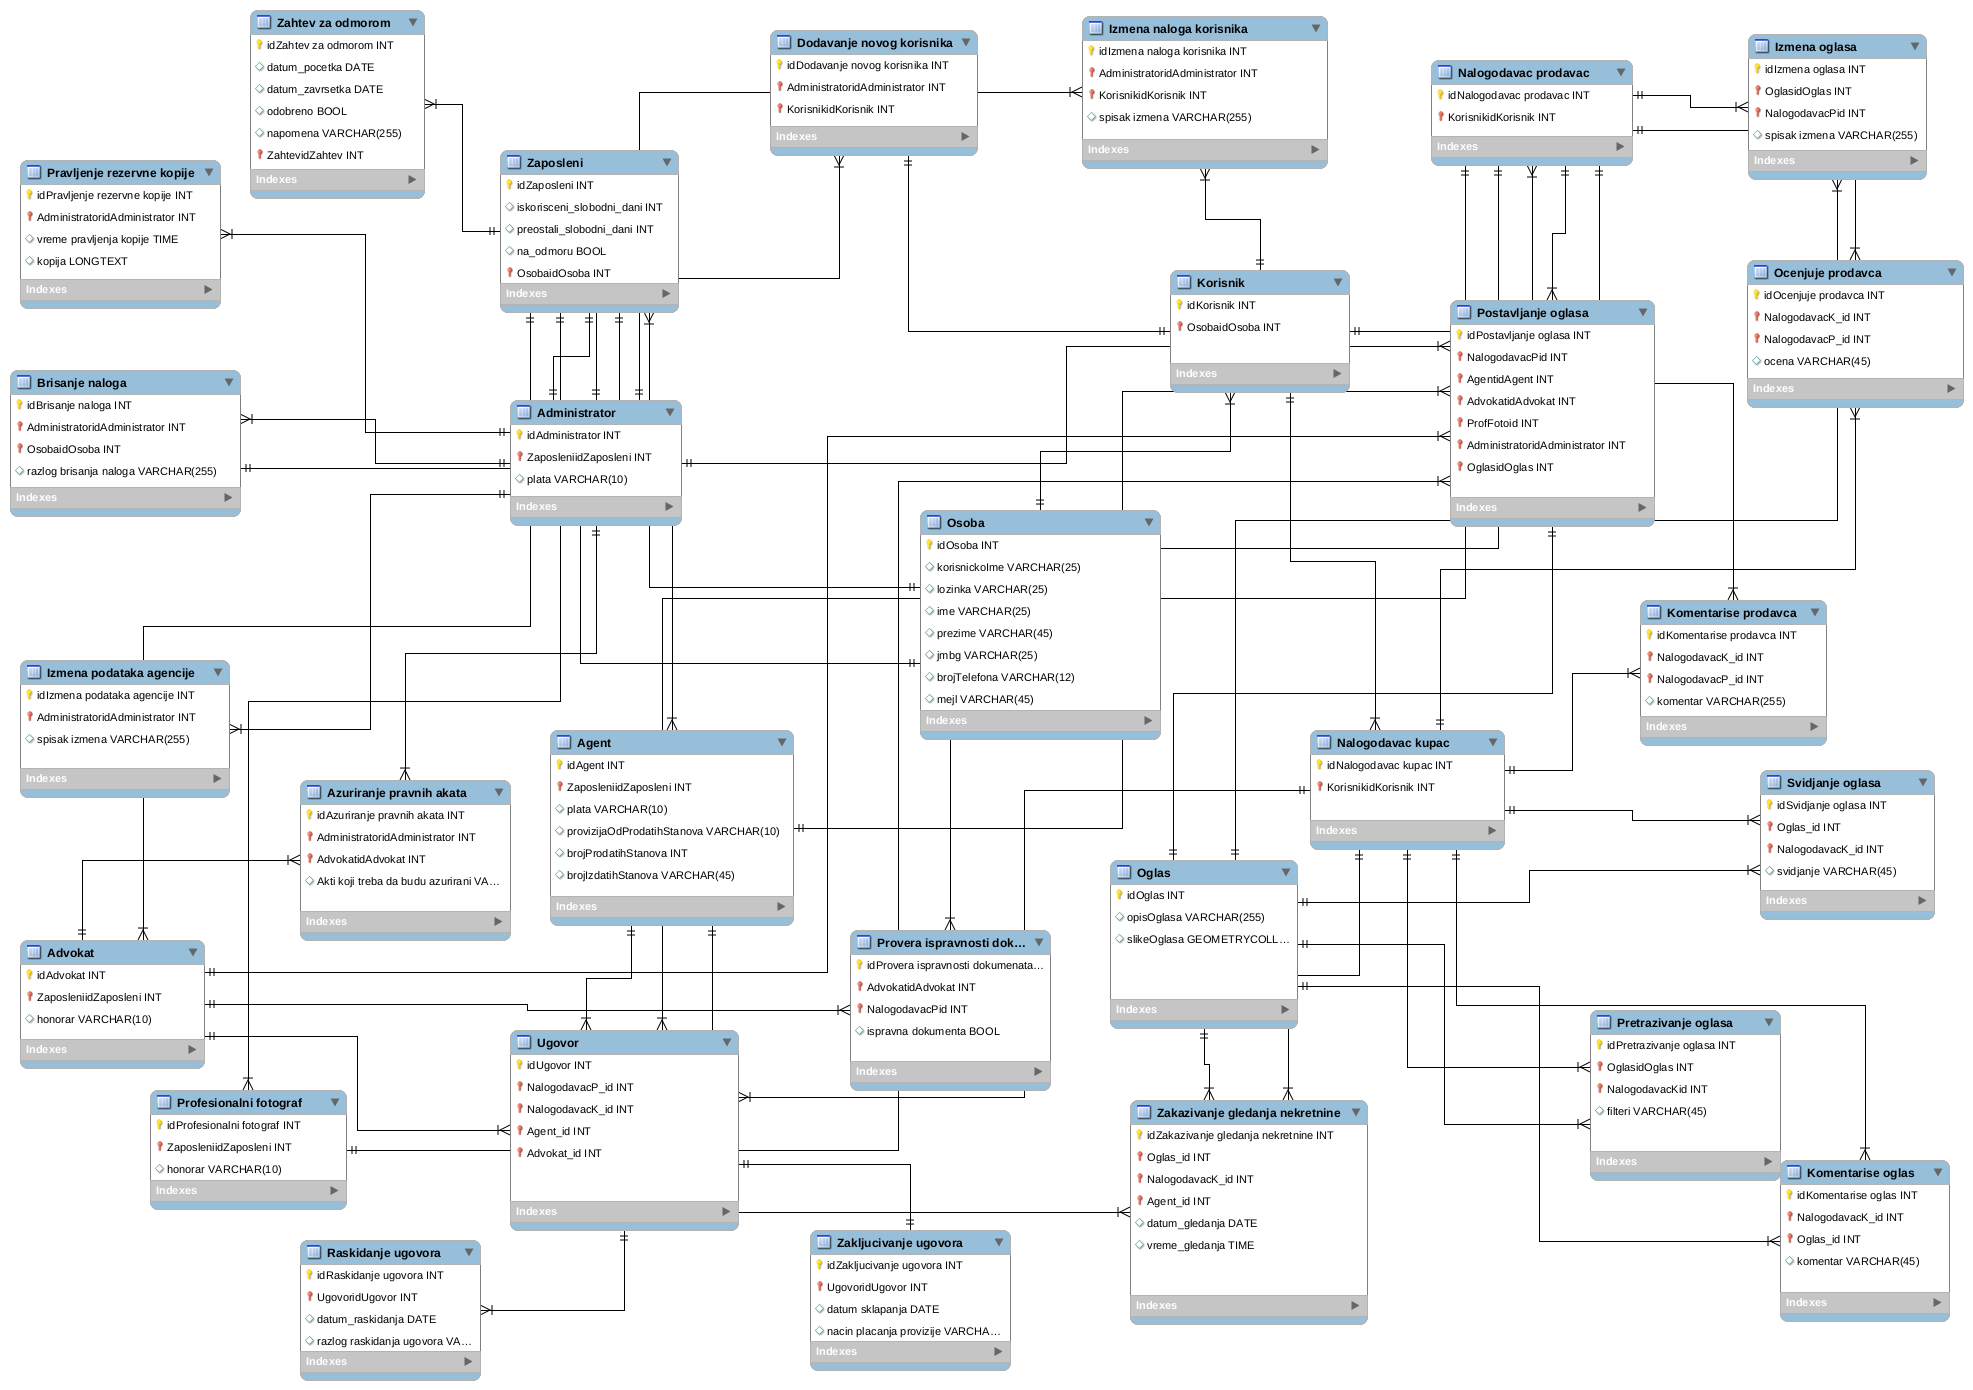 Zahtev za odmorom
idZahtev za odmorom INT
datum_pocetka DATE
datum_zavrsetka DATE
odobreno BOOL
napomena VARCHAR(255)
ZahtevidZahtev INT
Indexes
Dodavanje novog korisnika
idDodavanje novog korisnika INT
AdministratoridAdministrator INT
KorisnikidKorisnik INT
Indexes
Izmena naloga korisnika
idIzmena naloga korisnika INT
AdministratoridAdministrator INT
KorisnikidKorisnik INT
spisak izmena VARCHAR(255)
Indexes
Nalogodavac prodavac
idNalogodavac prodavac INT
KorisnikidKorisnik INT
Indexes
Izmena oglasa
idIzmena oglasa INT
OglasidOglas INT
NalogodavacPid INT
spisak izmena VARCHAR(255)
Indexes
Pravljenje rezervne kopije
idPravljenje rezervne kopije INT
AdministratoridAdministrator INT
vreme pravljenja kopije TIME
kopija LONGTEXT
Indexes
Zaposleni
idZaposleni INT
iskorisceni_slobodni_dani INT
preostali_slobodni_dani INT
na_odmoru BOOL
OsobaidOsoba INT
Indexes
Korisnik
idKorisnik INT
OsobaidOsoba INT
Indexes
Postavljanje oglasa
idPostavljanje oglasa INT
NalogodavacPid INT
AgentidAgent INT
AdvokatidAdvokat INT
ProfFotoid INT
AdministratoridAdministrator INT
OglasidOglas INT
Indexes
Ocenjuje prodavca
idOcenjuje prodavca INT
NalogodavacK_id INT
NalogodavacP_id INT
ocena VARCHAR(45)
Indexes
Brisanje naloga
idBrisanje naloga INT
AdministratoridAdministrator INT
OsobaidOsoba INT
razlog brisanja naloga VARCHAR(255)
Indexes
Administrator
idAdministrator INT
ZaposleniidZaposleni INT
plata VARCHAR(10)
Indexes
Osoba
idOsoba INT
korisnickoIme VARCHAR(25)
lozinka VARCHAR(25)
ime VARCHAR(25)
prezime VARCHAR(45)
jmbg VARCHAR(25)
brojTelefona VARCHAR(12)
mejl VARCHAR(45)
Indexes
Komentarise prodavca
idKomentarise prodavca INT
NalogodavacK_id INT
NalogodavacP_id INT
komentar VARCHAR(255)
Indexes
Izmena podataka agencije
idIzmena podataka agencije INT
AdministratoridAdministrator INT
spisak izmena VARCHAR(255)
Indexes
Azuriranje pravnih akata
idAzuriranje pravnih akata INT
AdministratoridAdministrator INT
AdvokatidAdvokat INT
Akti koji treba da budu azurirani VA...
Indexes
Agent
idAgent INT
ZaposleniidZaposleni INT
plata VARCHAR(10)
provizijaOdProdatihStanova VARCHAR(10)
brojProdatihStanova INT
brojIzdatihStanova VARCHAR(45)
Indexes
Nalogodavac kupac
idNalogodavac kupac INT
KorisnikidKorisnik INT
Indexes
Svidjanje oglasa
idSvidjanje oglasa INT
Oglas_id INT
NalogodavacK_id INT
svidjanje VARCHAR(45)
Indexes
Oglas
idOglas INT
opisOglasa VARCHAR(255)
slikeOglasa GEOMETRYCOLL...
Indexes
Advokat
idAdvokat INT
ZaposleniidZaposleni INT
honorar VARCHAR(10)
Indexes
Provera ispravnosti dok...
idProvera ispravnosti dokumenata...
AdvokatidAdvokat INT
NalogodavacPid INT
ispravna dokumenta BOOL
Indexes
Pretrazivanje oglasa
idPretrazivanje oglasa INT
OglasidOglas INT
NalogodavacKid INT
filteri VARCHAR(45)
Indexes
Ugovor
idUgovor INT
NalogodavacP_id INT
NalogodavacK_id INT
Agent_id INT
Advokat_id INT
Indexes
Profesionalni fotograf
idProfesionalni fotograf INT
ZaposleniidZaposleni INT
honorar VARCHAR(10)
Indexes
Zakazivanje gledanja nekretnine
idZakazivanje gledanja nekretnine INT
Oglas_id INT
NalogodavacK_id INT
Agent_id INT
datum_gledanja DATE
vreme_gledanja TIME
Indexes
Komentarise oglas
idKomentarise oglas INT
NalogodavacK_id INT
Oglas_id INT
komentar VARCHAR(45)
Indexes
Raskidanje ugovora
idRaskidanje ugovora INT
UgovoridUgovor INT
datum_raskidanja DATE
razlog raskidanja ugovora VA...
Indexes
Zakljucivanje ugovora
idZakljucivanje ugovora INT
UgovoridUgovor INT
datum sklapanja DATE
nacin placanja provizije VARCHA...
Indexes